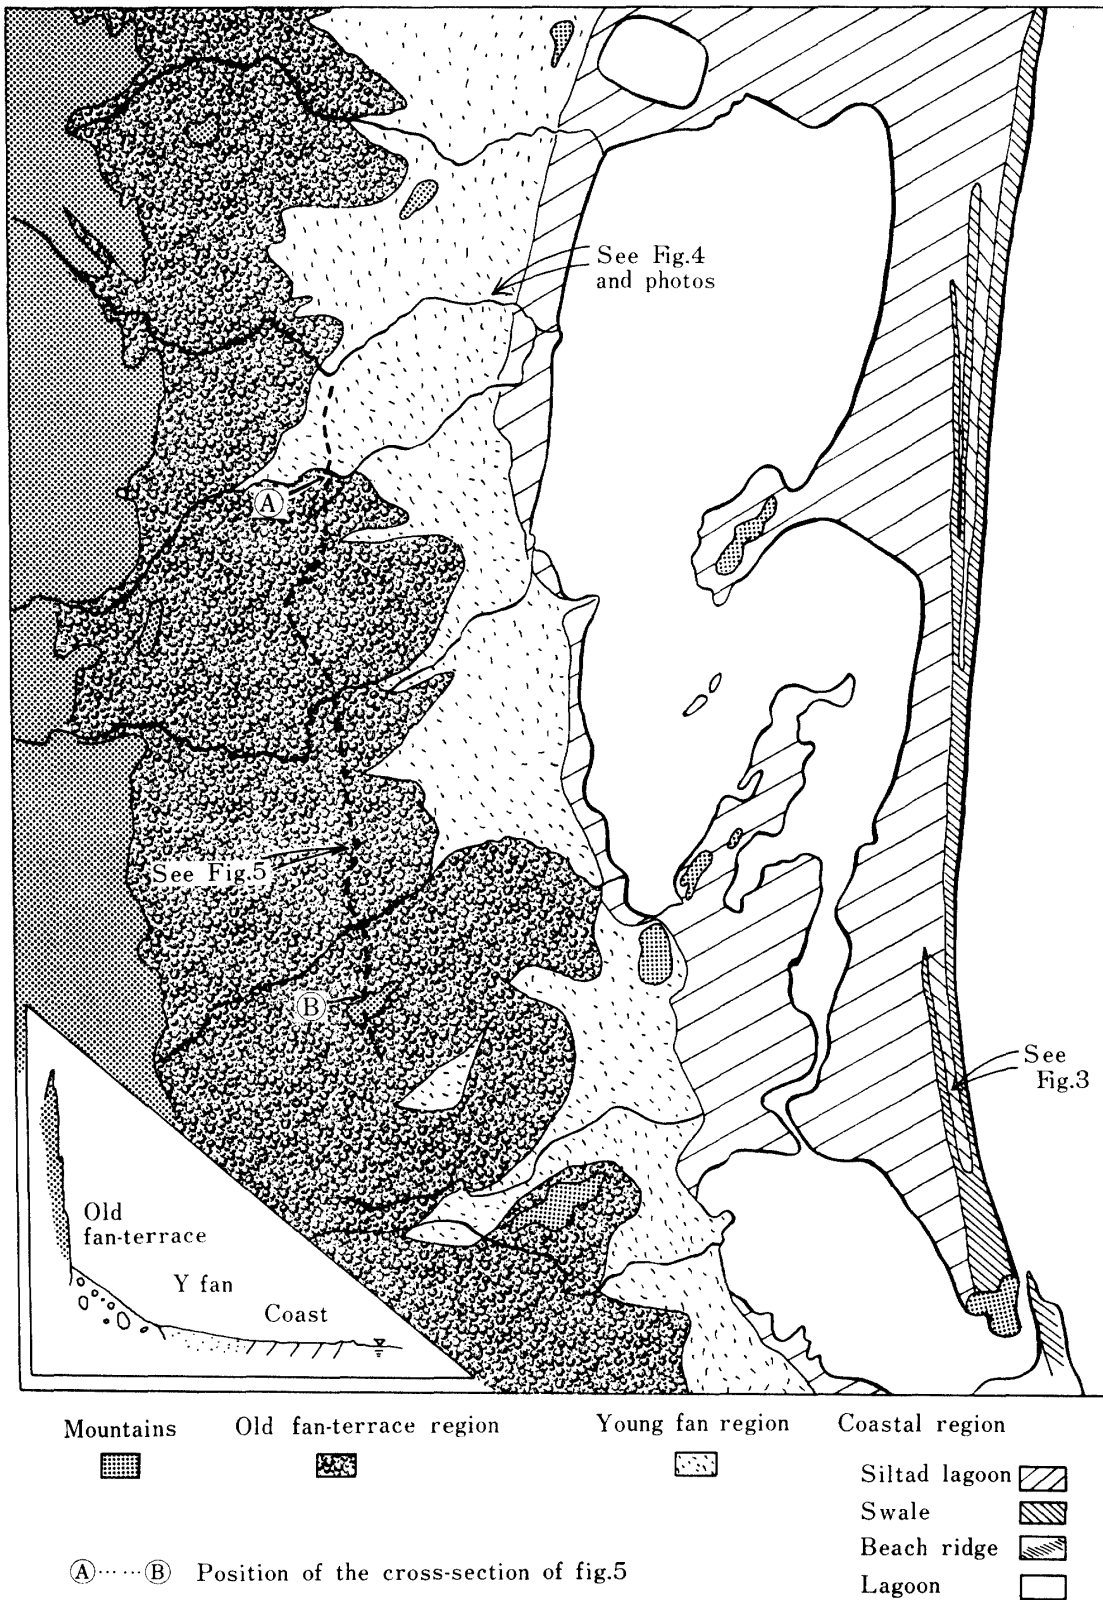 See Fig.4
and photos
Ⓐ
See Fig.5
Ⓑ
See
Fig.3
Old
fan-terrace
Y fan
Coast
Mountains
Old fan-terrace region
Young fan region
Coastal region
Siltad lagoon
Swale
Beach ridge
Lagoon
Ⓐ······Ⓑ Position of the cross-section of fig.5